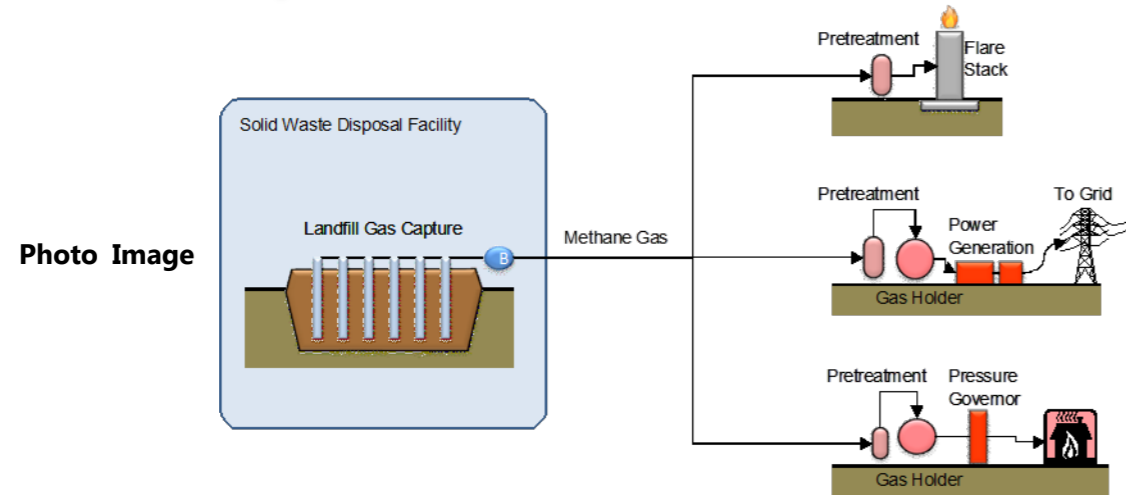 Photo Image
Solid Waste Disposal Facility
Landfill Gas Capture
B
Methane Gas
Pretreatment
Flare
Stack
Pretreatment
To Grid
Power
Generation
Gas Holder
Pretreatment
Pressure
Governor
Gas Holder